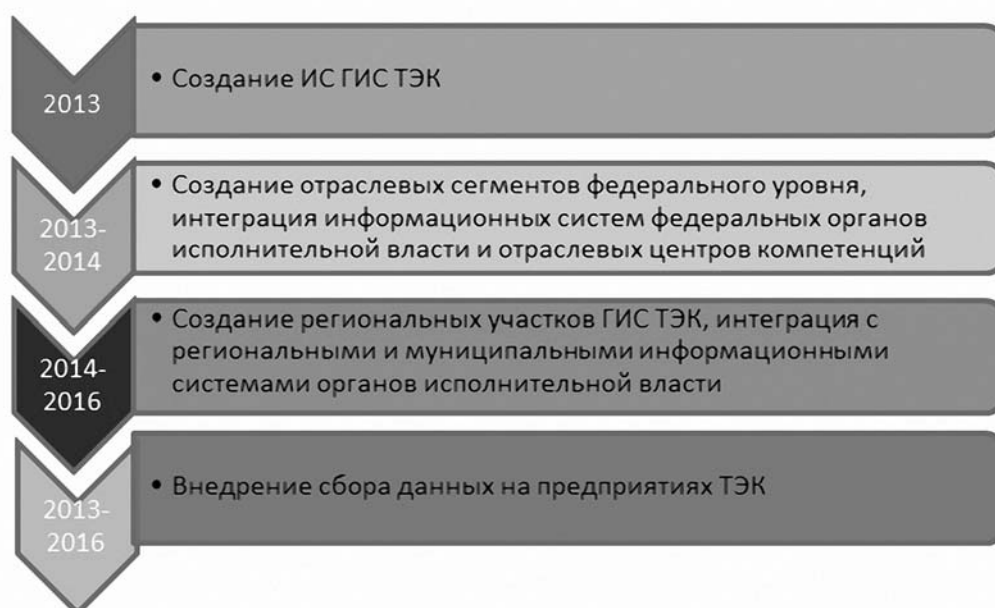 2013
• Создание ИС ГИС ТЭК
2013-
2014
• Создание отраслевых сегментов федерального уровня,
интеграция информационных систем федеральных органов
исполнительной власти и отраслевых центров компетенций
2014-
2016
• Создание региональных участков ГИС ТЭК, интеграция с
региональными и муниципальными информационными
системами органов исполнительной власти
2013-
2016
• Внедрение сбора данных на предприятиях ТЭК